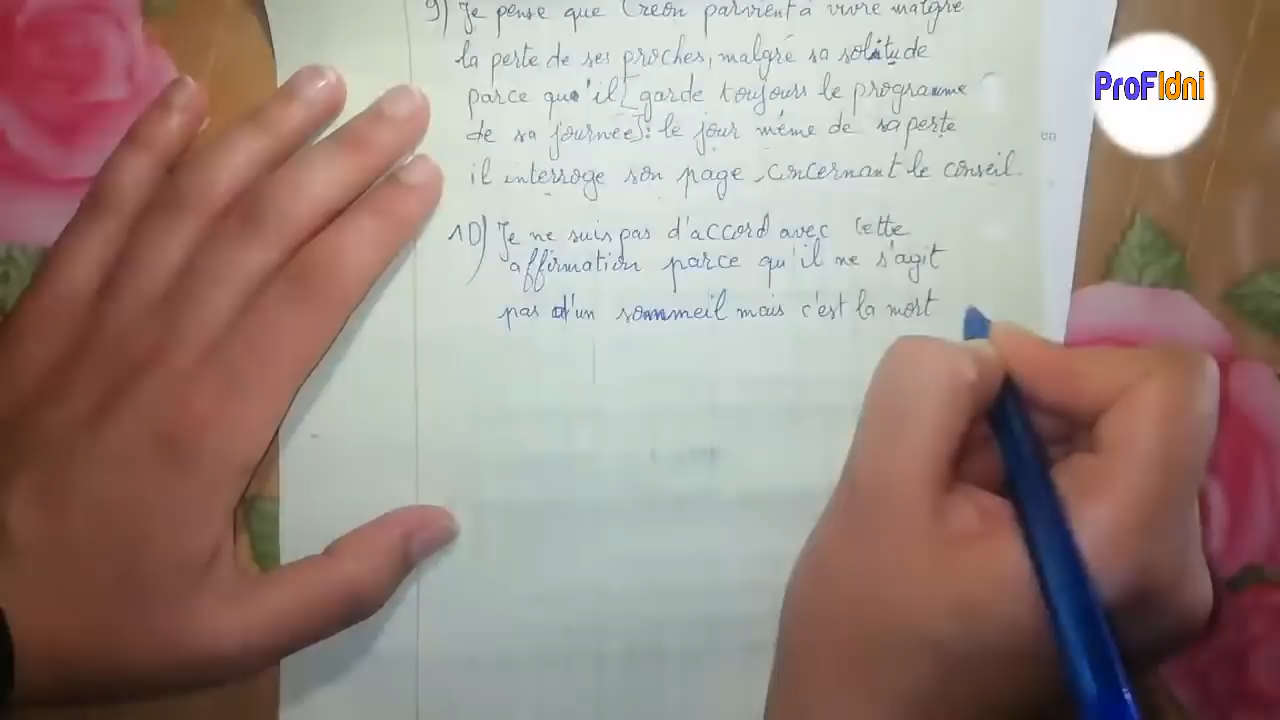 9) Je pense que Créon parvient à vivre malgré
la perte de ses proches, malgré sa solitude
parce qu'il [garde toujours le programme
de sa journée]: le jour même de sa perte
il interroge son page, concernant le conseil.
10) Je ne suis pas d'accord avec cette
affirmation parce qu'il ne s'agit
pas d'un sommeil mais c'est la mort
ProFIdni